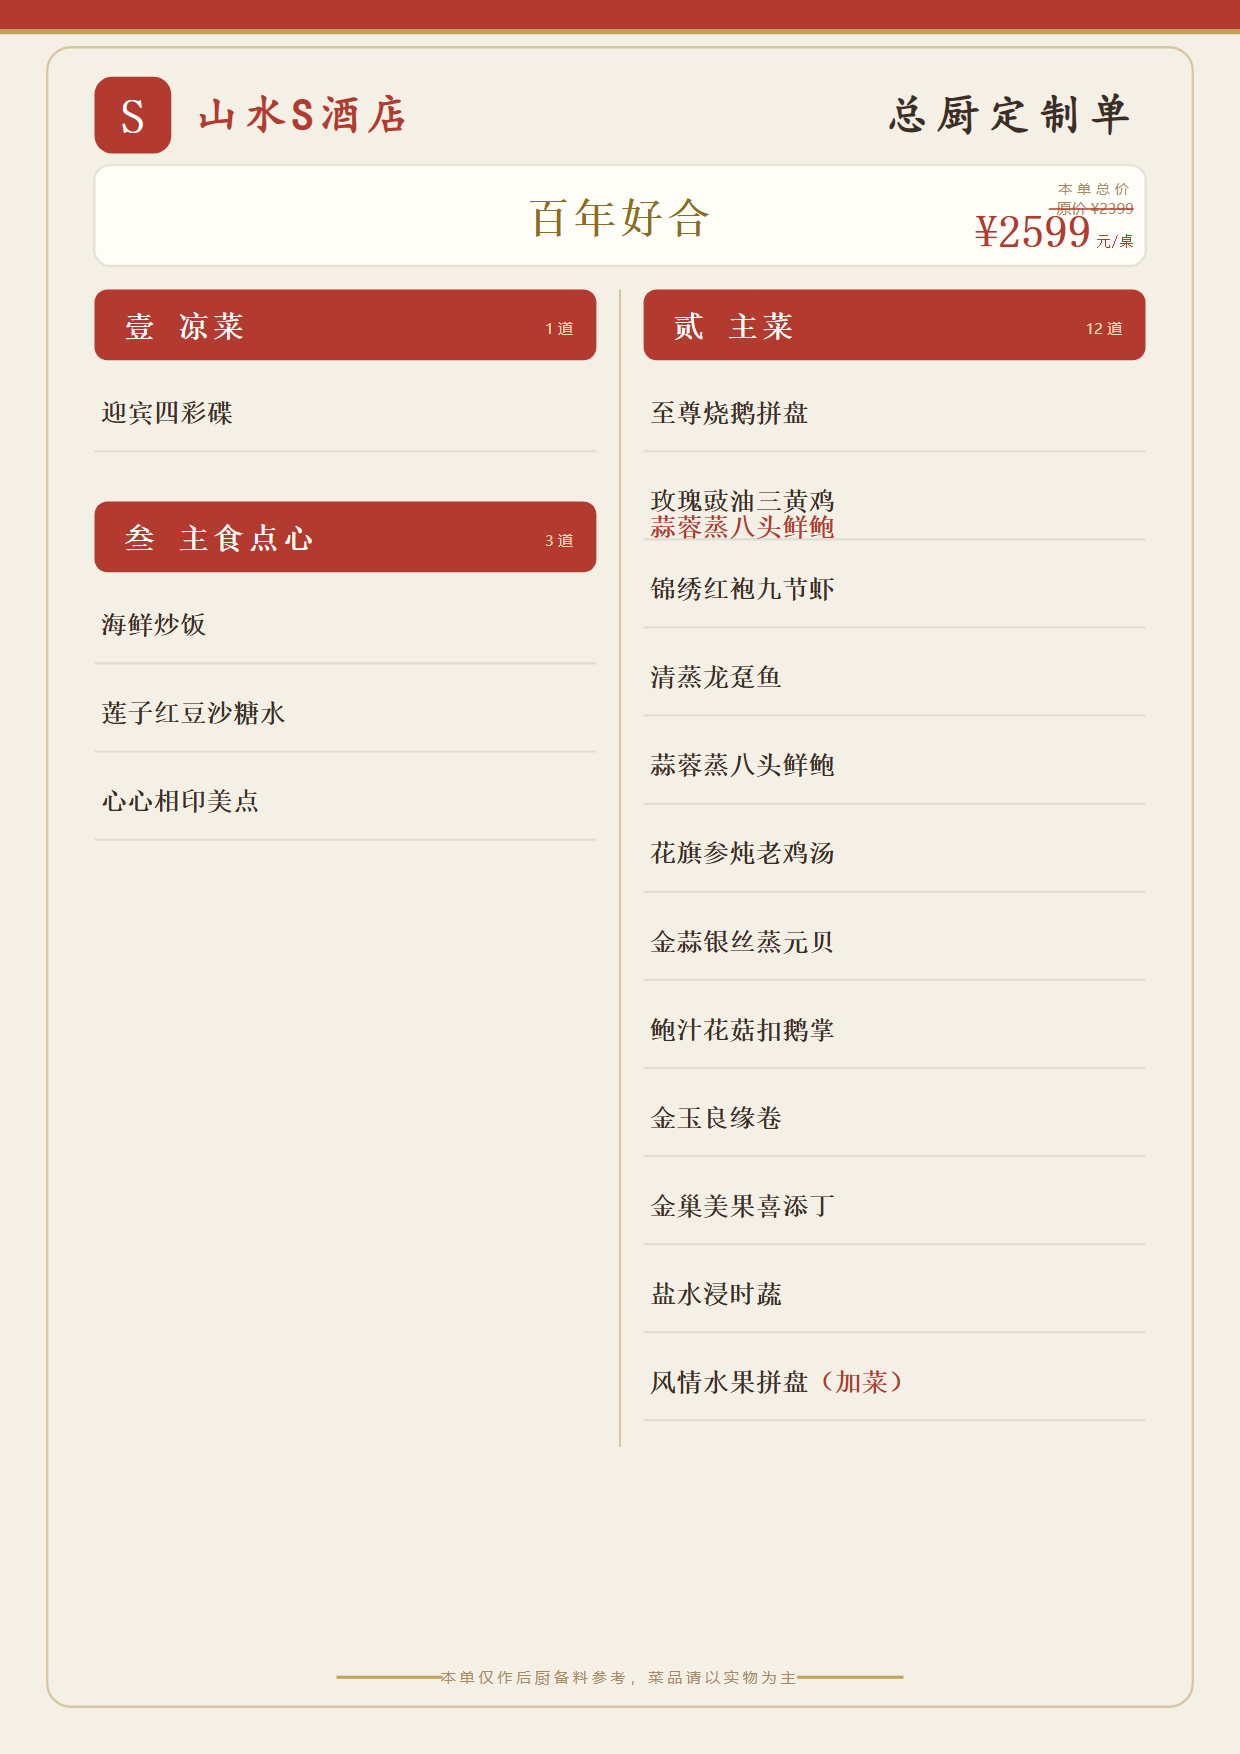 S 山水S酒店
总厨定制单
百年好合
本单总价
原价 ¥2399
¥2599 元/桌
壹 凉菜 1 道
迎宾四彩碟
叁 主食点心 3 道
海鲜炒饭
莲子红豆沙糖水
心心相印美点
贰 主菜 12 道
至尊烧鹅拼盘
玫瑰豉油三黄鸡
蒜蓉蒸八头鲜鲍
锦绣红袍九节虾
清蒸龙趸鱼
蒜蓉蒸八头鲜鲍
花旗参炖老鸡汤
金蒜银丝蒸元贝
鲍汁花菇扣鹅掌
金玉良缘卷
金巢美果喜添丁
盐水浸时蔬
风情水果拼盘（加菜）
本单仅作后厨备料参考，菜品请以实物为主